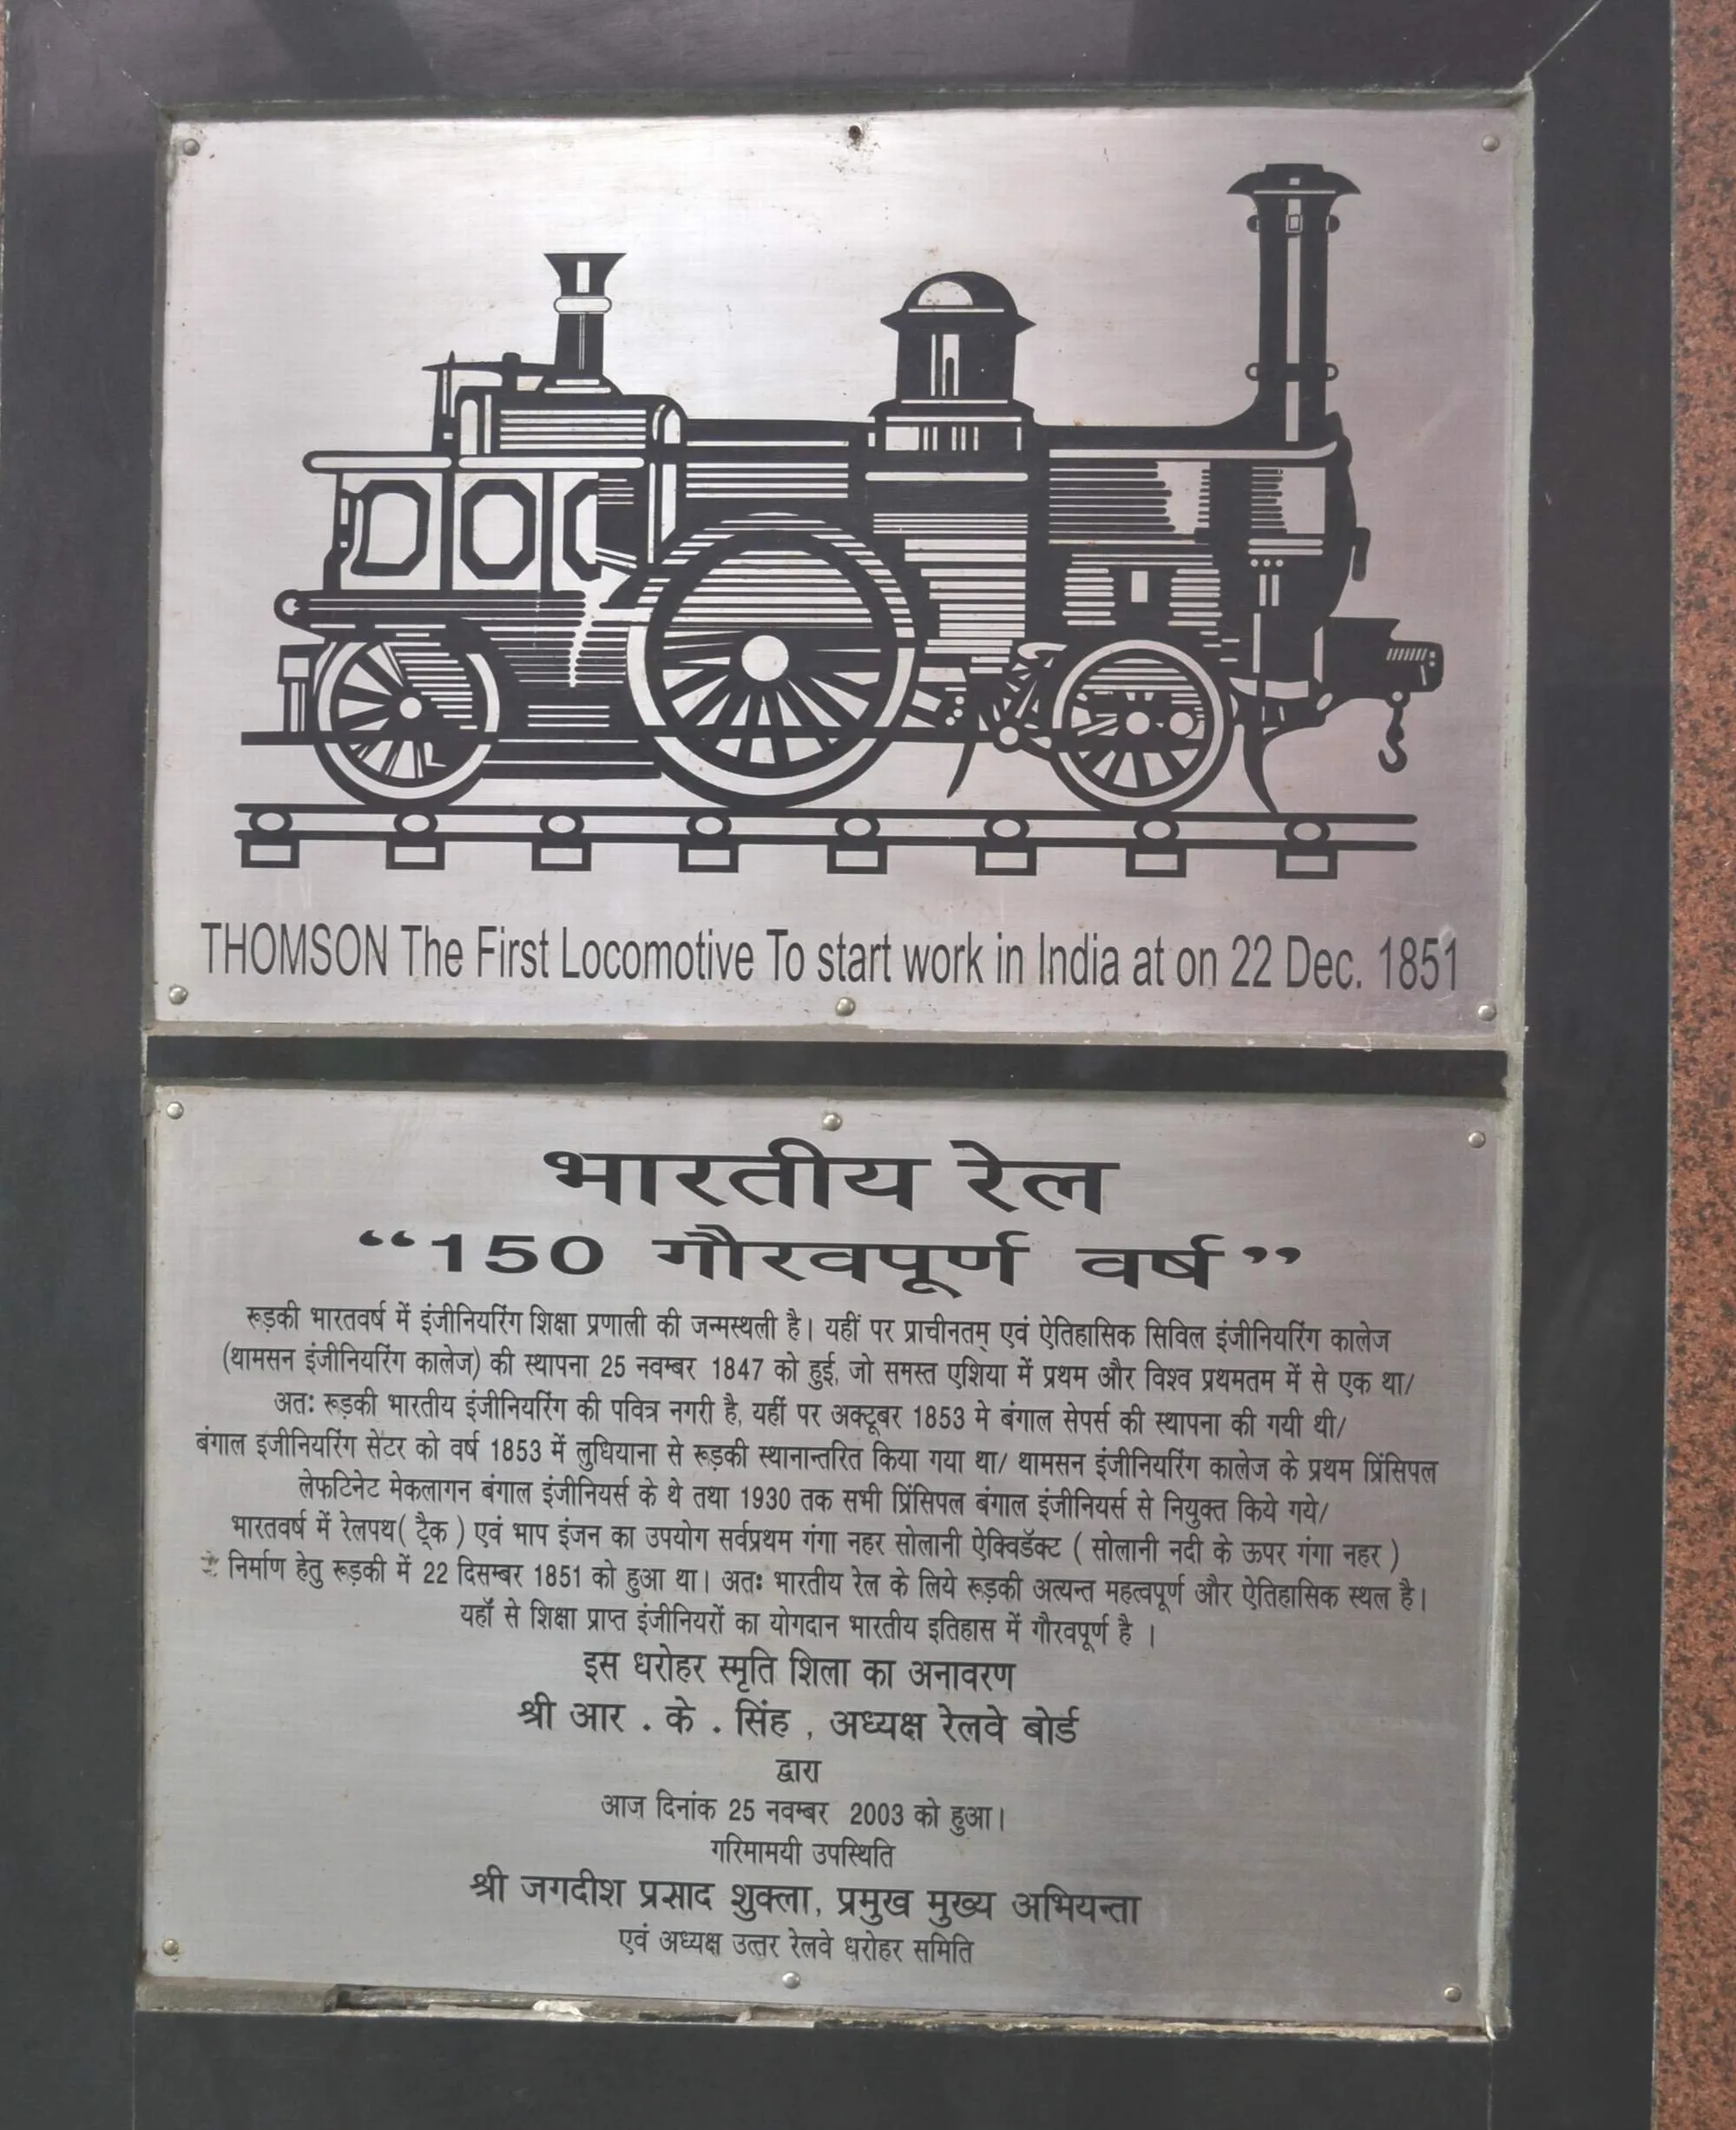 THOMSON The First Locomotive To start work in India at on 22 Dec. 1851
भारतीय रेल
“150 गौरवपूर्ण वर्ष”
रूड़की भारतवर्ष में इंजीनियरिंग शिक्षा प्रणाली की जन्मस्थली है। यहीं पर प्राचीनतम् एवं ऐतिहासिक सिविल इंजीनियरिंग कालेज
(थामसन इंजीनियरिंग कालेज) की स्थापना 25 नवम्बर 1847 को हुई, जो समस्त एशिया में प्रथम और विश्व प्रथमतम में से एक था/
अतः रूड़की भारतीय इंजीनियरिंग की पवित्र नगरी है, यहीं पर अक्टूबर 1853 मे बंगाल सेपर्स की स्थापना की गयी थी/
बंगाल इंजीनियरिंग सेटर को वर्ष 1853 में लुधियाना से रूड़की स्थानान्तरित किया गया था/ थामसन इंजीनियरिंग कालेज के प्रथम प्रिंसिपल
लेफटिनेट मेकलागन बंगाल इंजीनियर्स के थे तथा 1930 तक सभी प्रिंसिपल बंगाल इंजीनियर्स से नियुक्त किये गये/
भारतवर्ष में रेलपथ( ट्रैक ) एवं भाप इंजन का उपयोग सर्वप्रथम गंगा नहर सोलानी ऐक्विडॅक्ट ( सोलानी नदी के ऊपर गंगा नहर )
निर्माण हेतु रूड़की में 22 दिसम्बर 1851 को हुआ था। अतः भारतीय रेल के लिये रूड़की अत्यन्त महत्वपूर्ण और ऐतिहासिक स्थल है।
यहाँ से शिक्षा प्राप्त इंजीनियरों का योगदान भारतीय इतिहास में गौरवपूर्ण है ।
इस धरोहर स्मृति शिला का अनावरण
श्री आर . के . सिंह , अध्यक्ष रेलवे बोर्ड
द्वारा
आज दिनांक 25 नवम्बर 2003 को हुआ।
गरिमामयी उपस्थिति
श्री जगदीश प्रसाद शुक्ला, प्रमुख मुख्य अभियन्ता
एवं अध्यक्ष उत्तर रेलवे धरोहर समिति